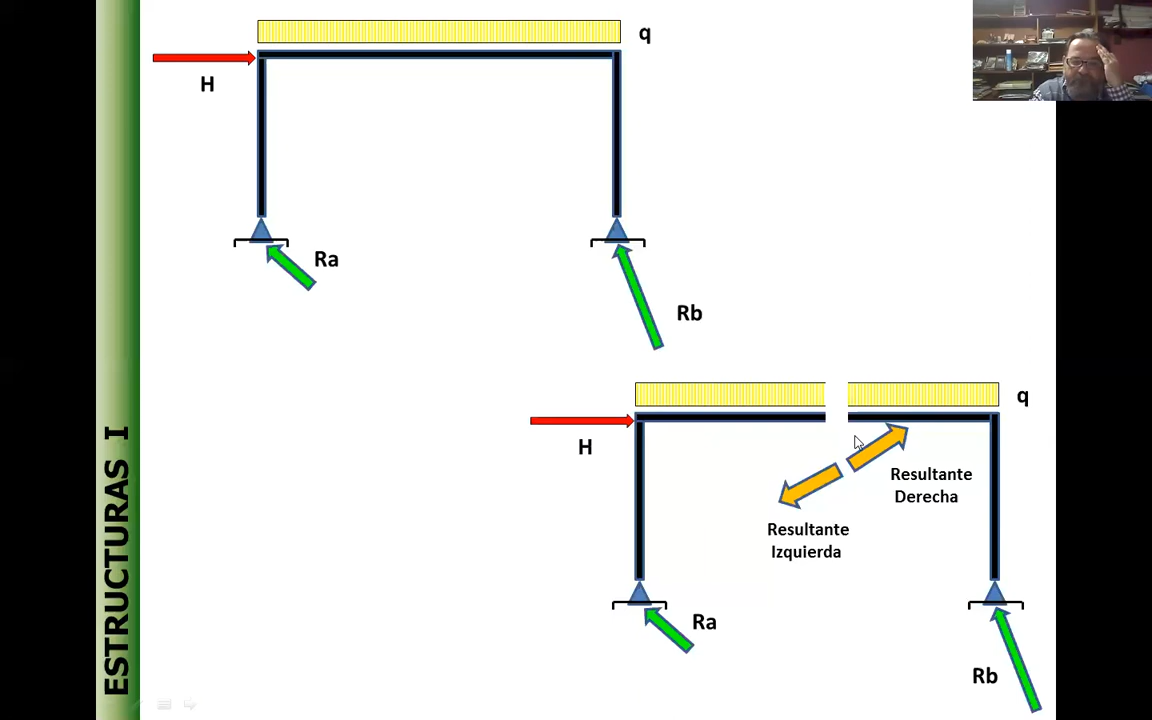 ESTRUCTURAS I
q
H
Ra
Rb
q
H
Resultante
Derecha
Resultante
Izquierda
Ra
Rb